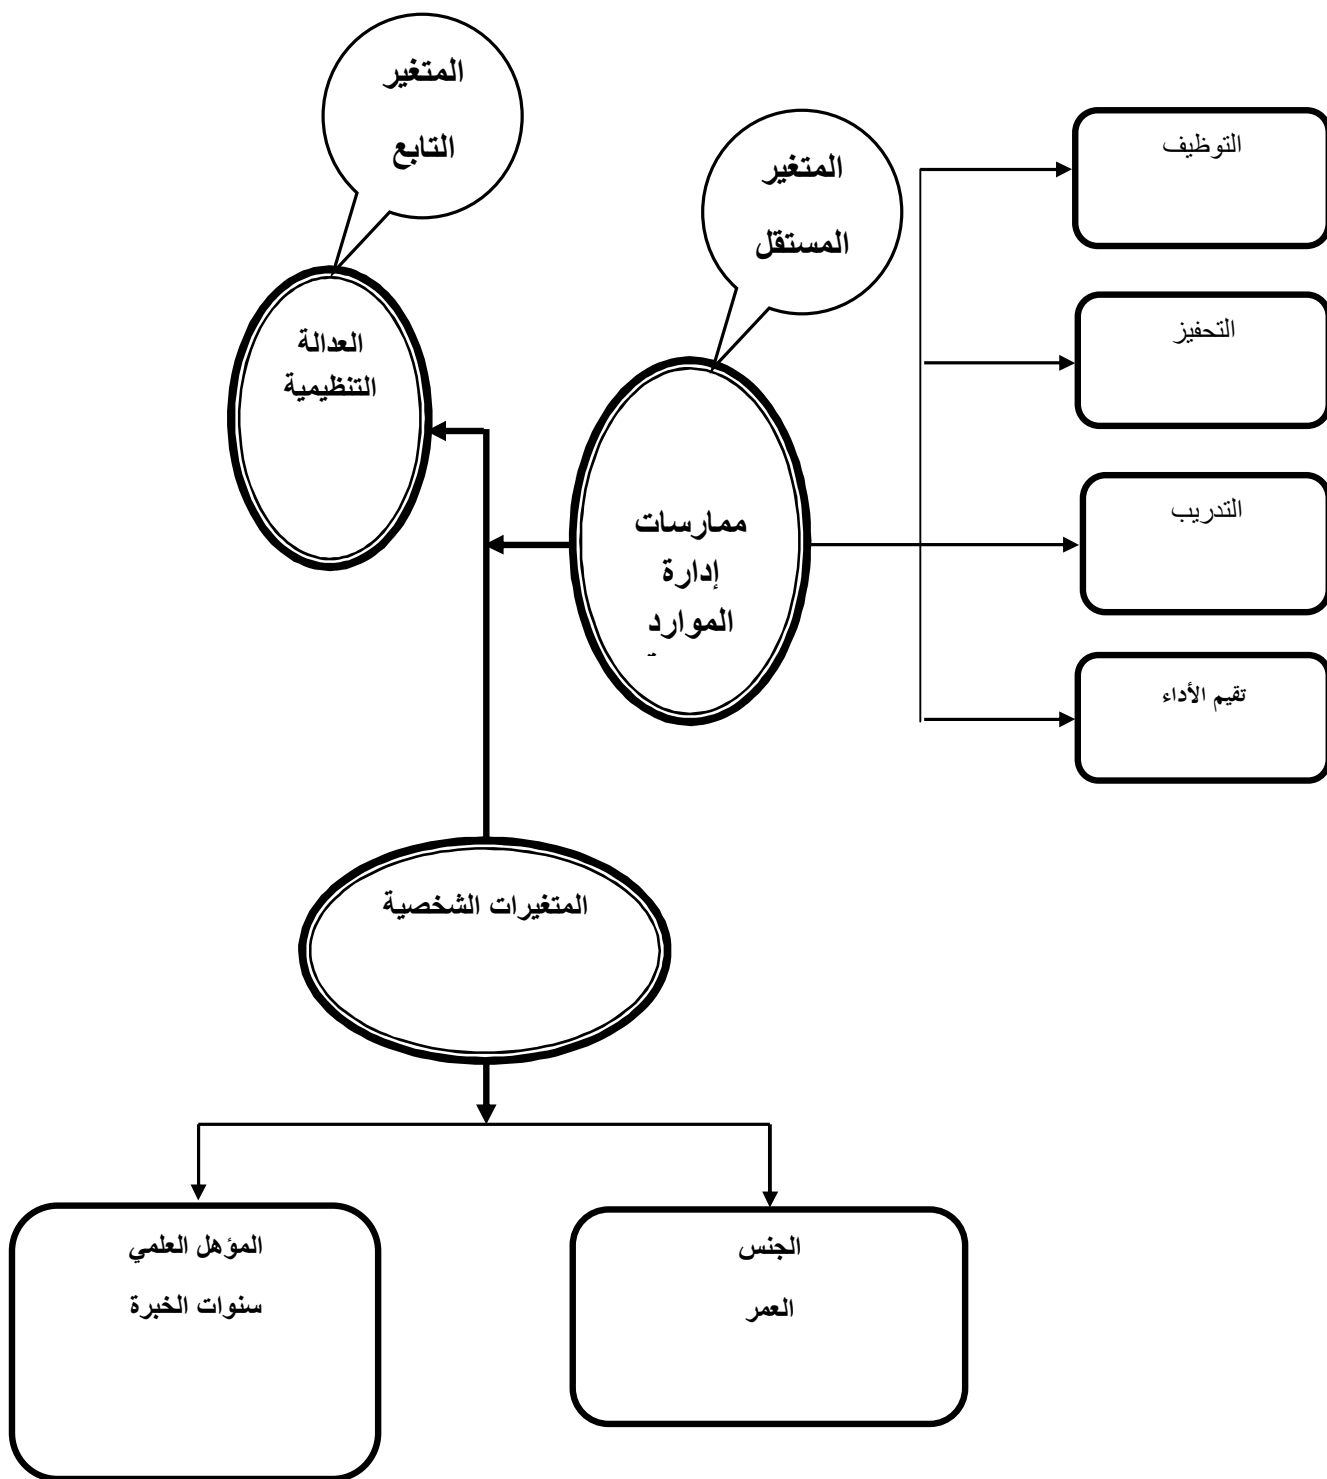 المتغير
التابع
المتغير
المستقل
التوظيف
التحفيز
التدريب
تقيم الأداء
العدالة
التنظيمية
ممارسات
إدارة
الموارد
المتغيرات الشخصية
الجنس
العمر
المؤهل العلمي
سنوات الخبرة